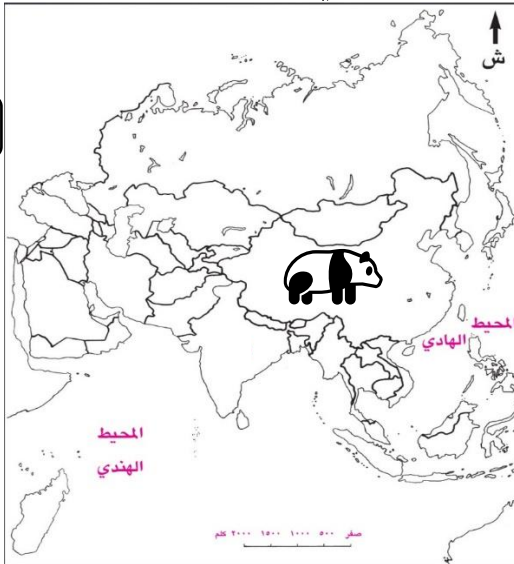 ش
المحيط
الهادي
المحيط
الهندي
صفر ٥٠٠ ١٠٠٠ ١٥٠٠ ٢٠٠٠ كلم